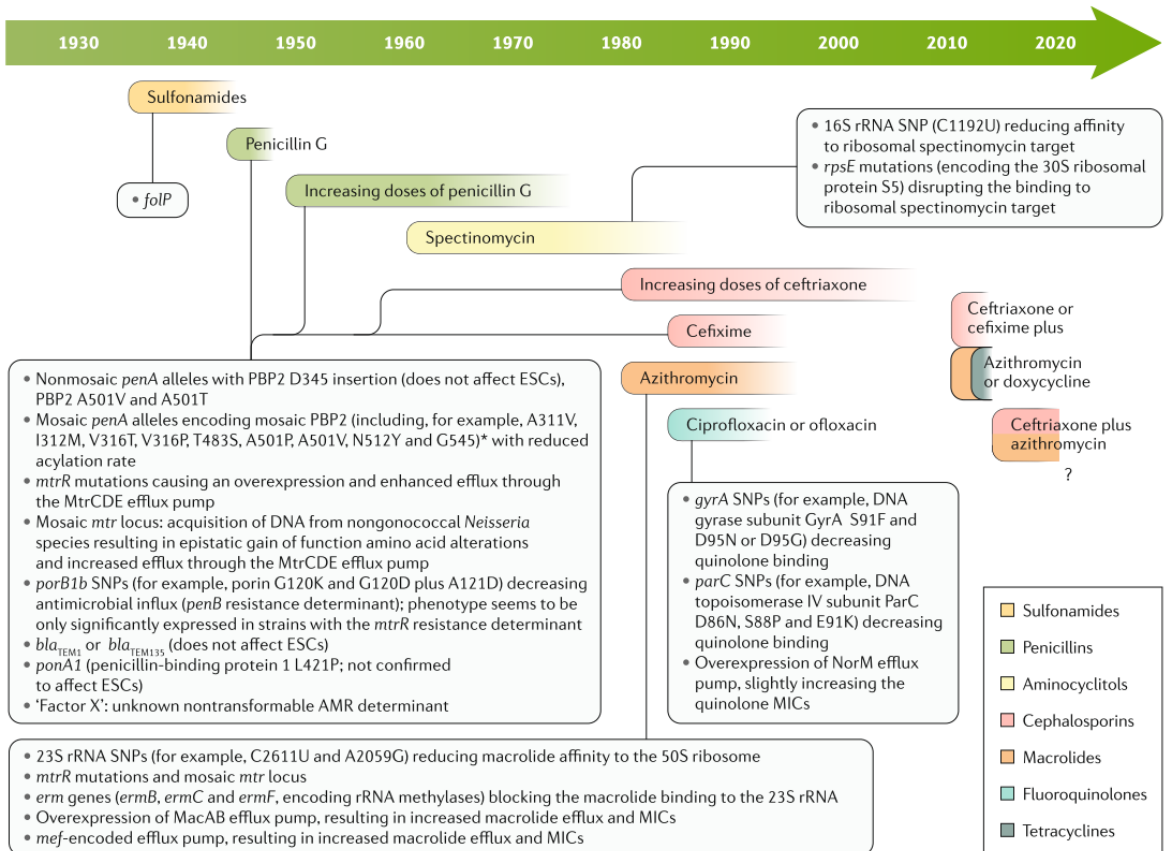 1930 1940 1950 1960 1970 1980 1990 2000 2010 2020
Sulfonamides
• folP
Penicillin G
Increasing doses of penicillin G
Spectinomycin
• 16S rRNA SNP (C1192U) reducing affinity
to ribosomal spectinomycin target
• rpsE mutations (encoding the 30S ribosomal
protein S5) disrupting the binding to
ribosomal spectinomycin target
Increasing doses of ceftriaxone
Cefixime
Azithromycin
Ciprofloxacin or ofloxacin
Ceftriaxone or
cefixime plus
Azithromycin
or doxycycline
Ceftriaxone plus
azithromycin
?
• Nonmosaic penA alleles with PBP2 D345 insertion (does not affect ESCs),
PBP2 A501V and A501T
• Mosaic penA alleles encoding mosaic PBP2 (including, for example, A311V,
I312M, V316T, V316P, T483S, A501P, A501V, N512Y and G545)* with reduced
acylation rate
• mtrR mutations causing an overexpression and enhanced efflux through
the MtrCDE efflux pump
• Mosaic mtr locus: acquisition of DNA from nongonococcal Neisseria
species resulting in epistatic gain of function amino acid alterations
and increased efflux through the MtrCDE efflux pump
• porB1b SNPs (for example, porin G120K and G120D plus A121D) decreasing
antimicrobial influx (penB resistance determinant); phenotype seems to be
only significantly expressed in strains with the mtrR resistance determinant
• blaTEM1 or blaTEM135 (does not affect ESCs)
• ponA1 (penicillin-binding protein 1 L421P; not confirmed
to affect ESCs)
• ‘Factor X’: unknown nontransformable AMR determinant
• gyrA SNPs (for example, DNA
gyrase subunit GyrA S91F and
D95N or D95G) decreasing
quinolone binding
• parC SNPs (for example, DNA
topoisomerase IV subunit ParC
D86N, S88P and E91K) decreasing
quinolone binding
• Overexpression of NorM efflux
pump, slightly increasing the
quinolone MICs
• 23S rRNA SNPs (for example, C2611U and A2059G) reducing macrolide affinity to the 50S ribosome
• mtrR mutations and mosaic mtr locus
• erm genes (ermB, ermC and ermF, encoding rRNA methylases) blocking the macrolide binding to the 23S rRNA
• Overexpression of MacAB efflux pump, resulting in increased macrolide efflux and MICs
• mef-encoded efflux pump, resulting in increased macrolide efflux and MICs
Sulfonamides
Penicillins
Aminocyclitols
Cephalosporins
Macrolides
Fluoroquinolones
Tetracyclines